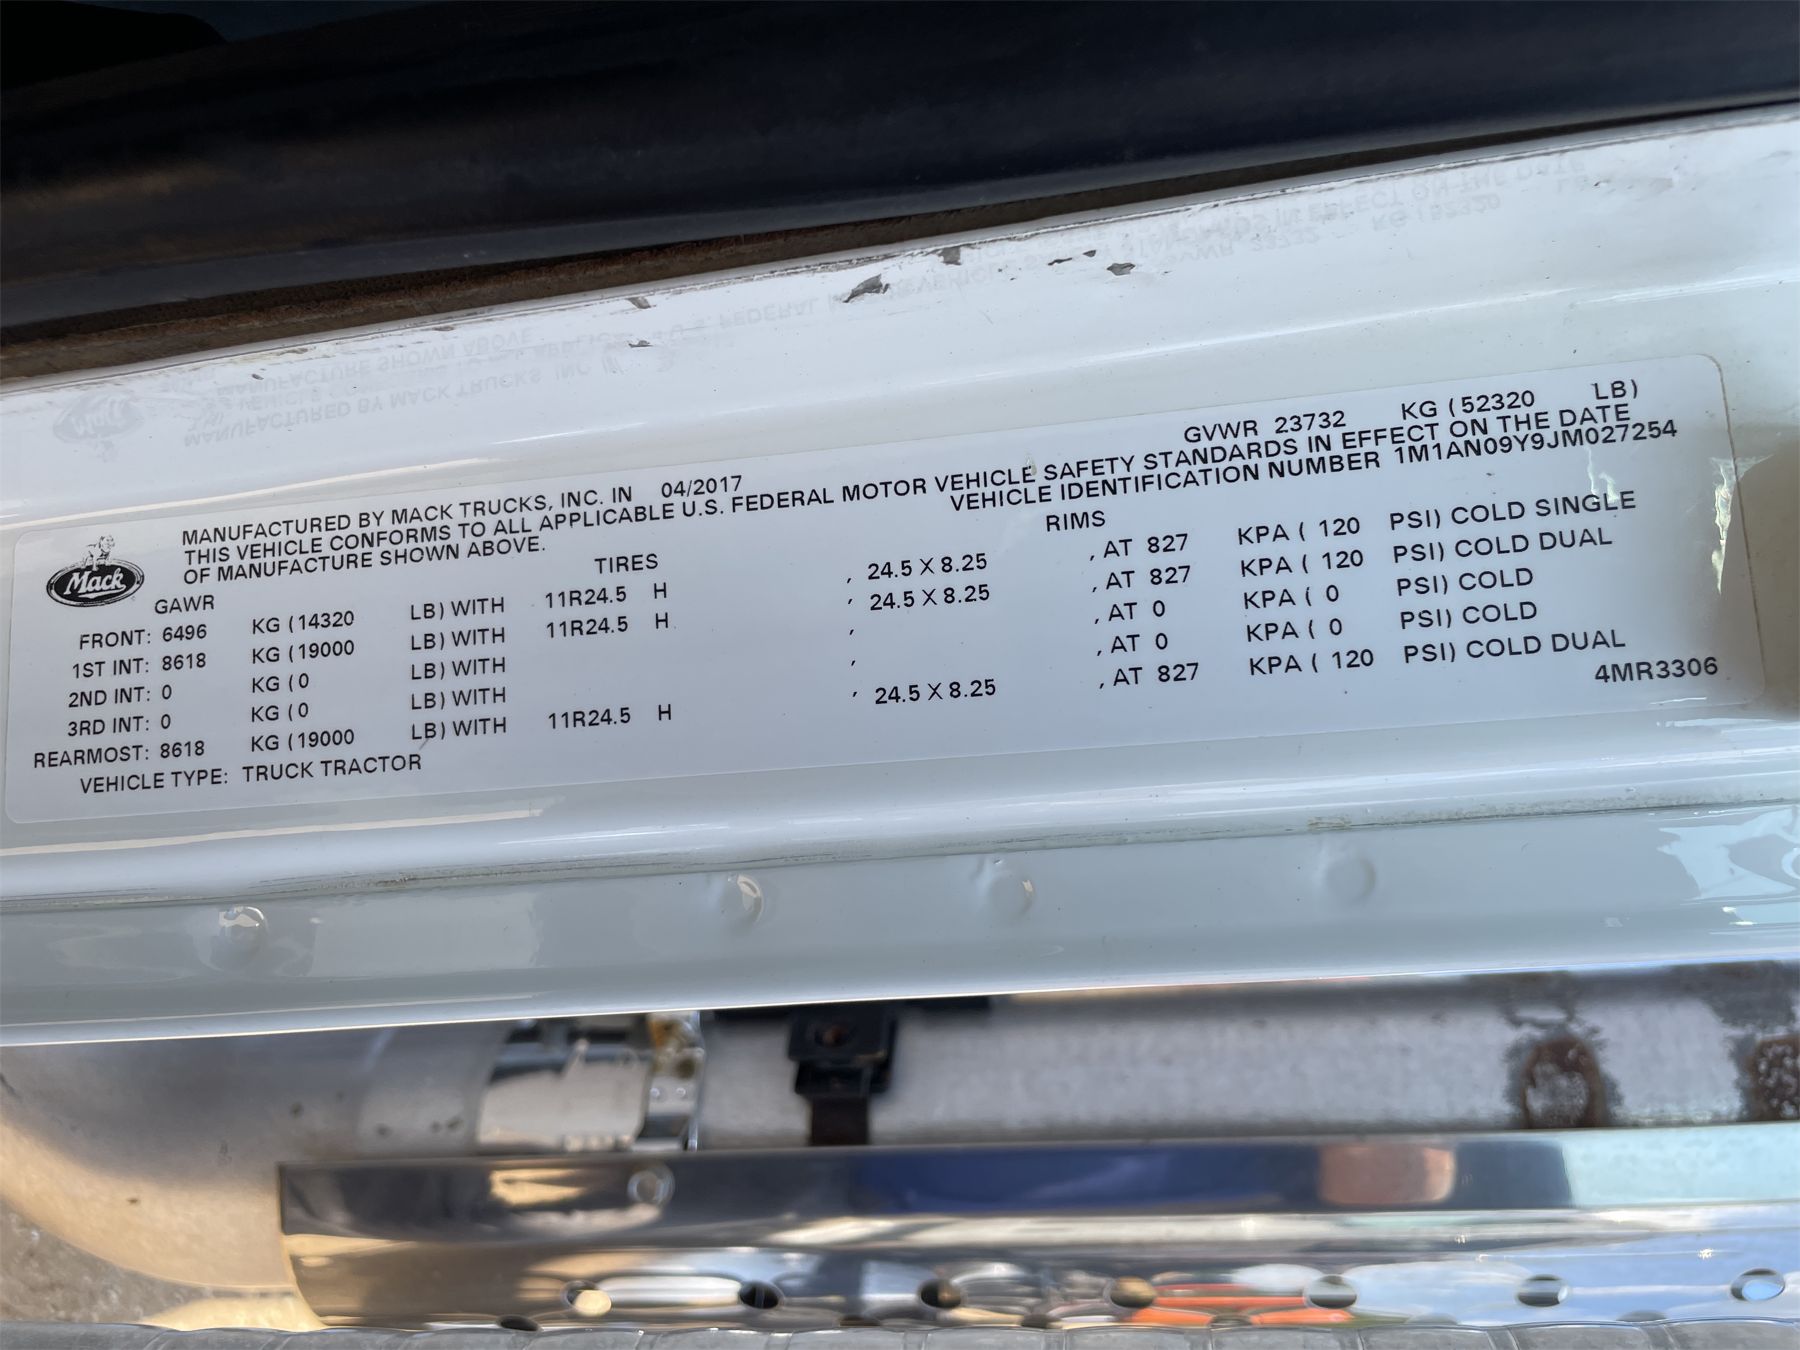 GVWR 23732 KG (52320 LB)
MANUFACTURED BY MACK TRUCKS, INC. IN 04/2017
THIS VEHICLE CONFORMS TO ALL APPLICABLE U.S. FEDERAL MOTOR VEHICLE SAFETY STANDARDS IN EFFECT ON THE DATE
OF MANUFACTURE SHOWN ABOVE. VEHICLE IDENTIFICATION NUMBER 1M1AN09Y9JM027254
Mack
GAWR TIRES RIMS
FRONT: 6496 KG (14320 LB) WITH 11R24.5 H , 24.5 X 8.25 , AT 827 KPA ( 120 PSI) COLD SINGLE
1ST INT: 8618 KG (19000 LB) WITH 11R24.5 H , 24.5 X 8.25 , AT 827 KPA ( 120 PSI) COLD DUAL
2ND INT: 0 KG (0 LB) WITH , , AT 0 KPA ( 0 PSI) COLD
3RD INT: 0 KG (0 LB) WITH , , AT 0 KPA ( 0 PSI) COLD
REARMOST: 8618 KG (19000 LB) WITH 11R24.5 H , 24.5 X 8.25 , AT 827 KPA ( 120 PSI) COLD DUAL
VEHICLE TYPE: TRUCK TRACTOR 4MR3306